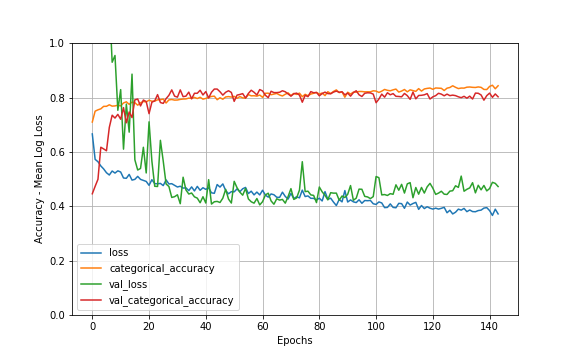 1.0
0.8
0.6
0.4
0.2
0.0
Accuracy - Mean Log Loss
loss
categorical_accuracy
val_loss
val_categorical_accuracy
0 20 40 60 80 100 120 140
Epochs